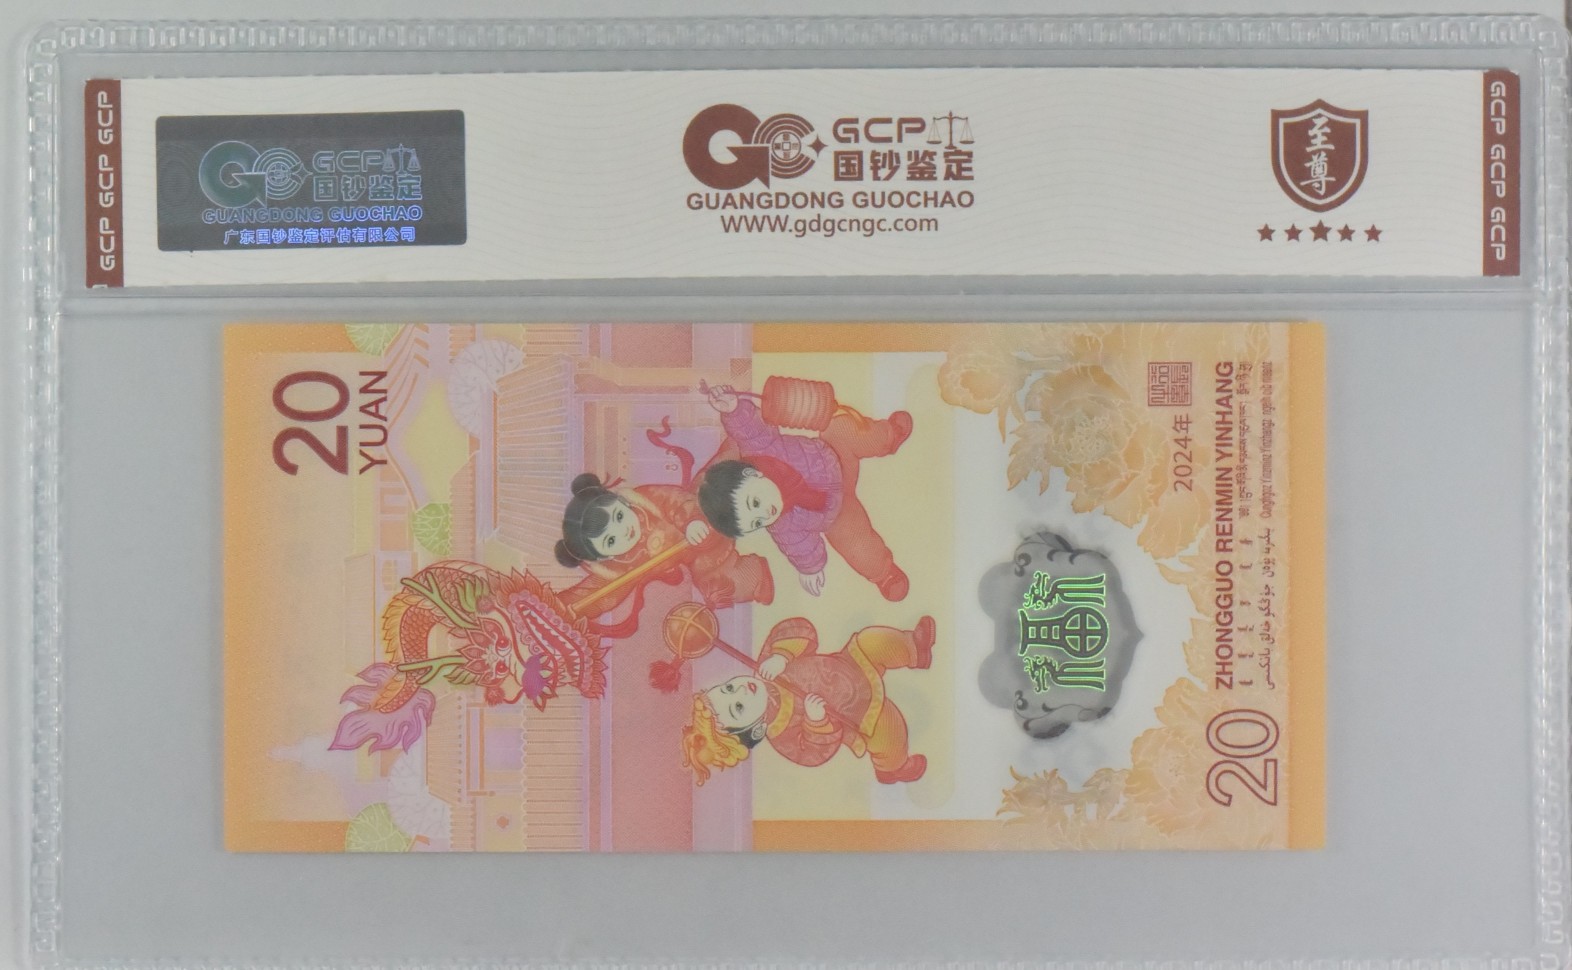 GCP GCP GCP
GCP
国钞鉴定
GUANGDONG GUOCHAO
广东国钞鉴定评估有限公司
GCP
国钞鉴定
GUANGDONG GUOCHAO
WWW.gdgcngc.com
至尊
GCP GCP GCP
20
YUAN
2024年
ZHONGGUO RENMIN YINHANG
20